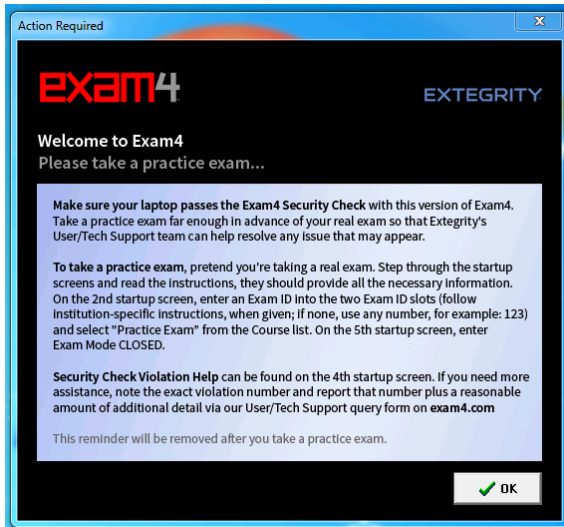 Action Required
X
exam4
EXTEGRITY
Welcome to Exam4
Please take a practice exam...
Make sure your laptop passes the Exam4 Security Check with this version of Exam4.
Take a practice exam far enough in advance of your real exam so that Extegrity's
User/Tech Support team can help resolve any issue that may appear.
To take a practice exam, pretend you're taking a real exam. Step through the startup
screens and read the instructions, they should provide all the necessary information.
On the 2nd startup screen, enter an Exam ID into the two Exam ID slots (follow
institution-specific instructions, when given; if none, use any number, for example: 123)
and select "Practice Exam" from the Course list. On the 5th startup screen, enter
Exam Mode CLOSED.
Security Check Violation Help can be found on the 4th startup screen. If you need more
assistance, note the exact violation number and report that number plus a reasonable
amount of additional detail via our User/Tech Support query form on exam4.com
This reminder will be removed after you take a practice exam.
OK